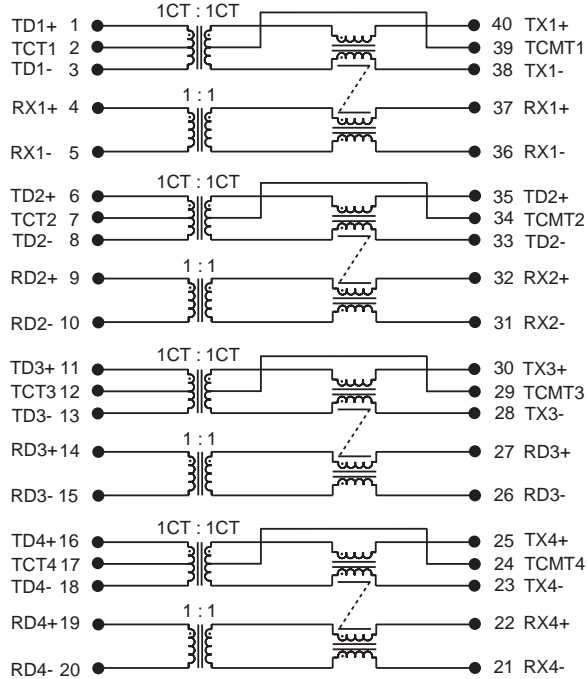 1CT : 1CT
TD1+ 1 40 TX1+
TCT1 2 39 TCMT1
TD1- 3 38 TX1-
1 : 1
RX1+ 4 37 RX1+
RX1- 5 36 RX1-
1CT : 1CT
TD2+ 6 35 TD2+
TCT2 7 34 TCMT2
TD2- 8 33 TD2-
1 : 1
RD2+ 9 32 RX2+
RD2- 10 31 RX2-
1CT : 1CT
TD3+ 11 30 TX3+
TCT3 12 29 TCMT3
TD3- 13 28 TX3-
1 : 1
RD3+ 14 27 RD3+
RD3- 15 26 RD3-
1CT : 1CT
TD4+ 16 25 TX4+
TCT4 17 24 TCMT4
TD4- 18 23 TX4-
1 : 1
RD4+ 19 22 RX4+
RD4- 20 21 RX4-